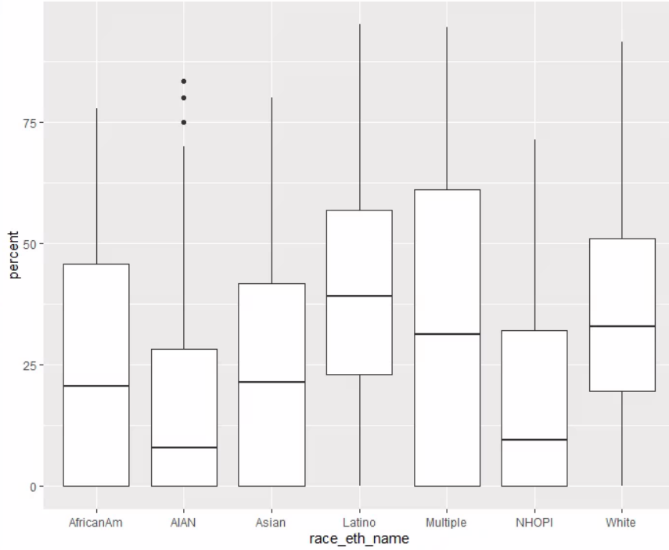 75
50
25
0
percent
AfricanAm AIAN Asian Latino Multiple NHOPI White
race_eth_name